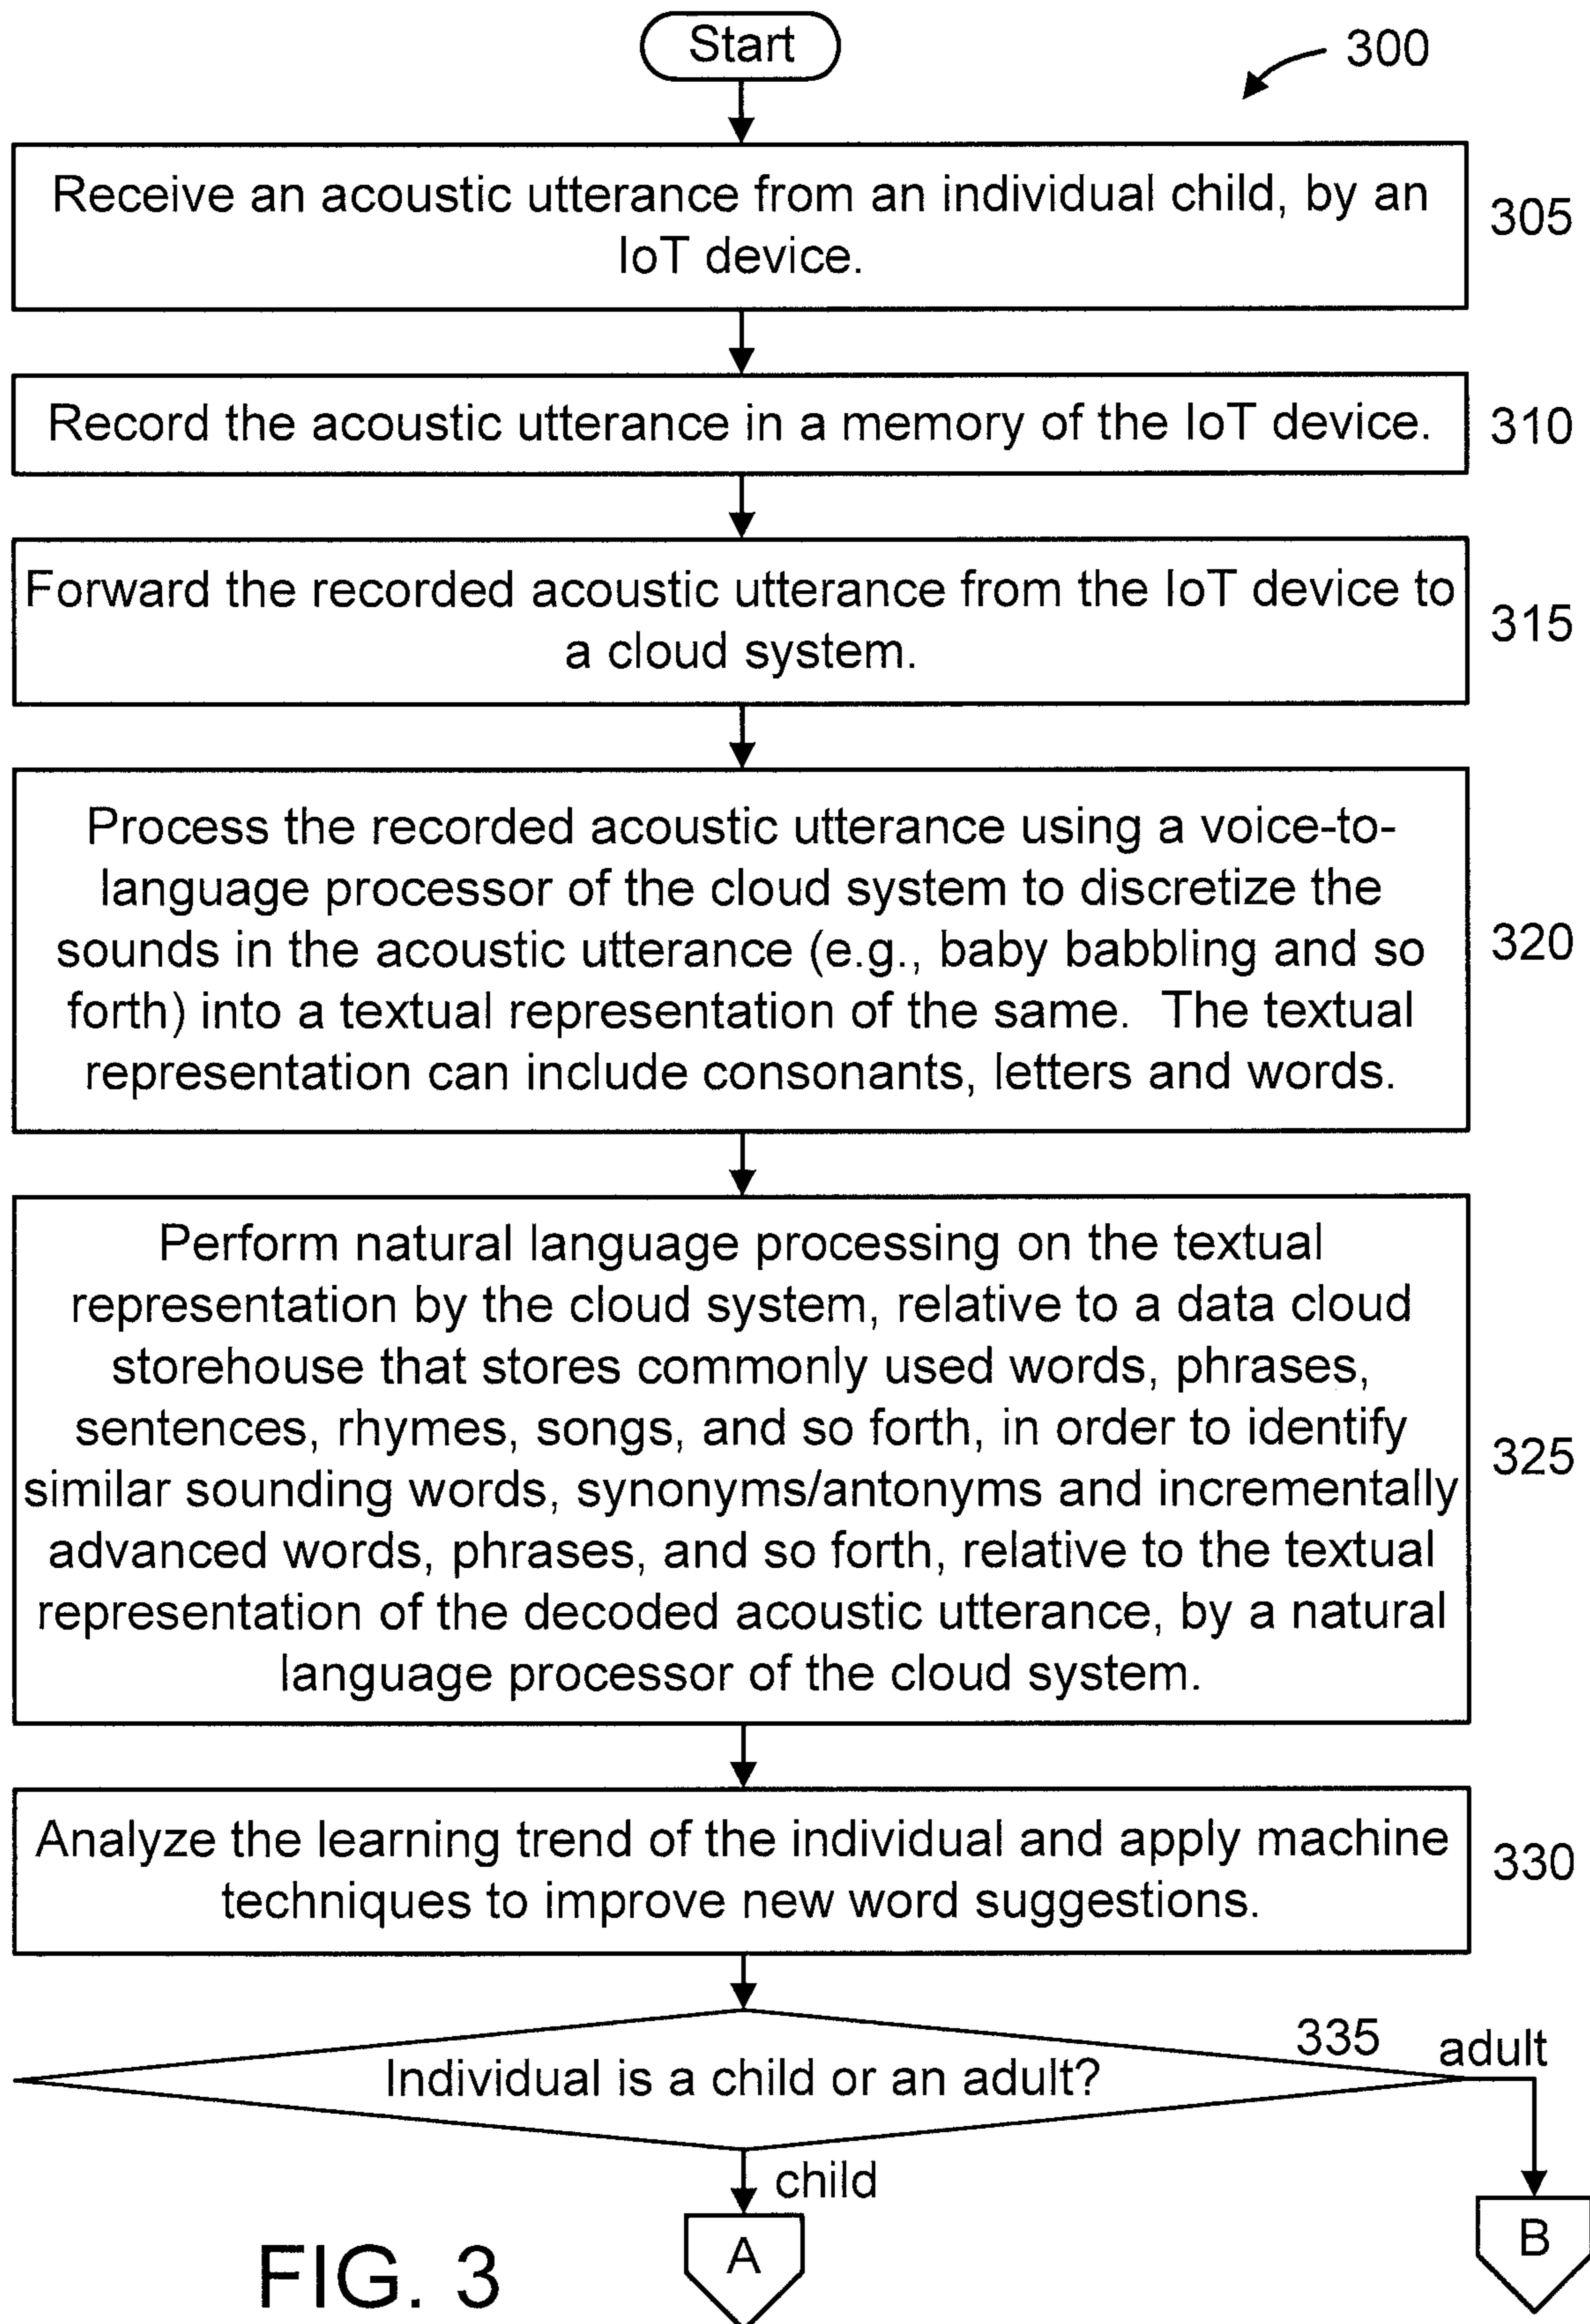 Start
300
Receive an acoustic utterance from an individual child, by an
IoT device.
305
Record the acoustic utterance in a memory of the IoT device.
310
Forward the recorded acoustic utterance from the IoT device to
a cloud system.
315
Process the recorded acoustic utterance using a voice-to-
language processor of the cloud system to discretize the
sounds in the acoustic utterance (e.g., baby babbling and so
forth) into a textual representation of the same. The textual
representation can include consonants, letters and words.
320
Perform natural language processing on the textual
representation by the cloud system, relative to a data cloud
storehouse that stores commonly used words, phrases,
sentences, rhymes, songs, and so forth, in order to identify
similar sounding words, synonyms/antonyms and incrementally
advanced words, phrases, and so forth, relative to the textual
representation of the decoded acoustic utterance, by a natural
language processor of the cloud system.
325
Analyze the learning trend of the individual and apply machine
techniques to improve new word suggestions.
330
Individual is a child or an adult?
335
adult
child
A
B
FIG. 3